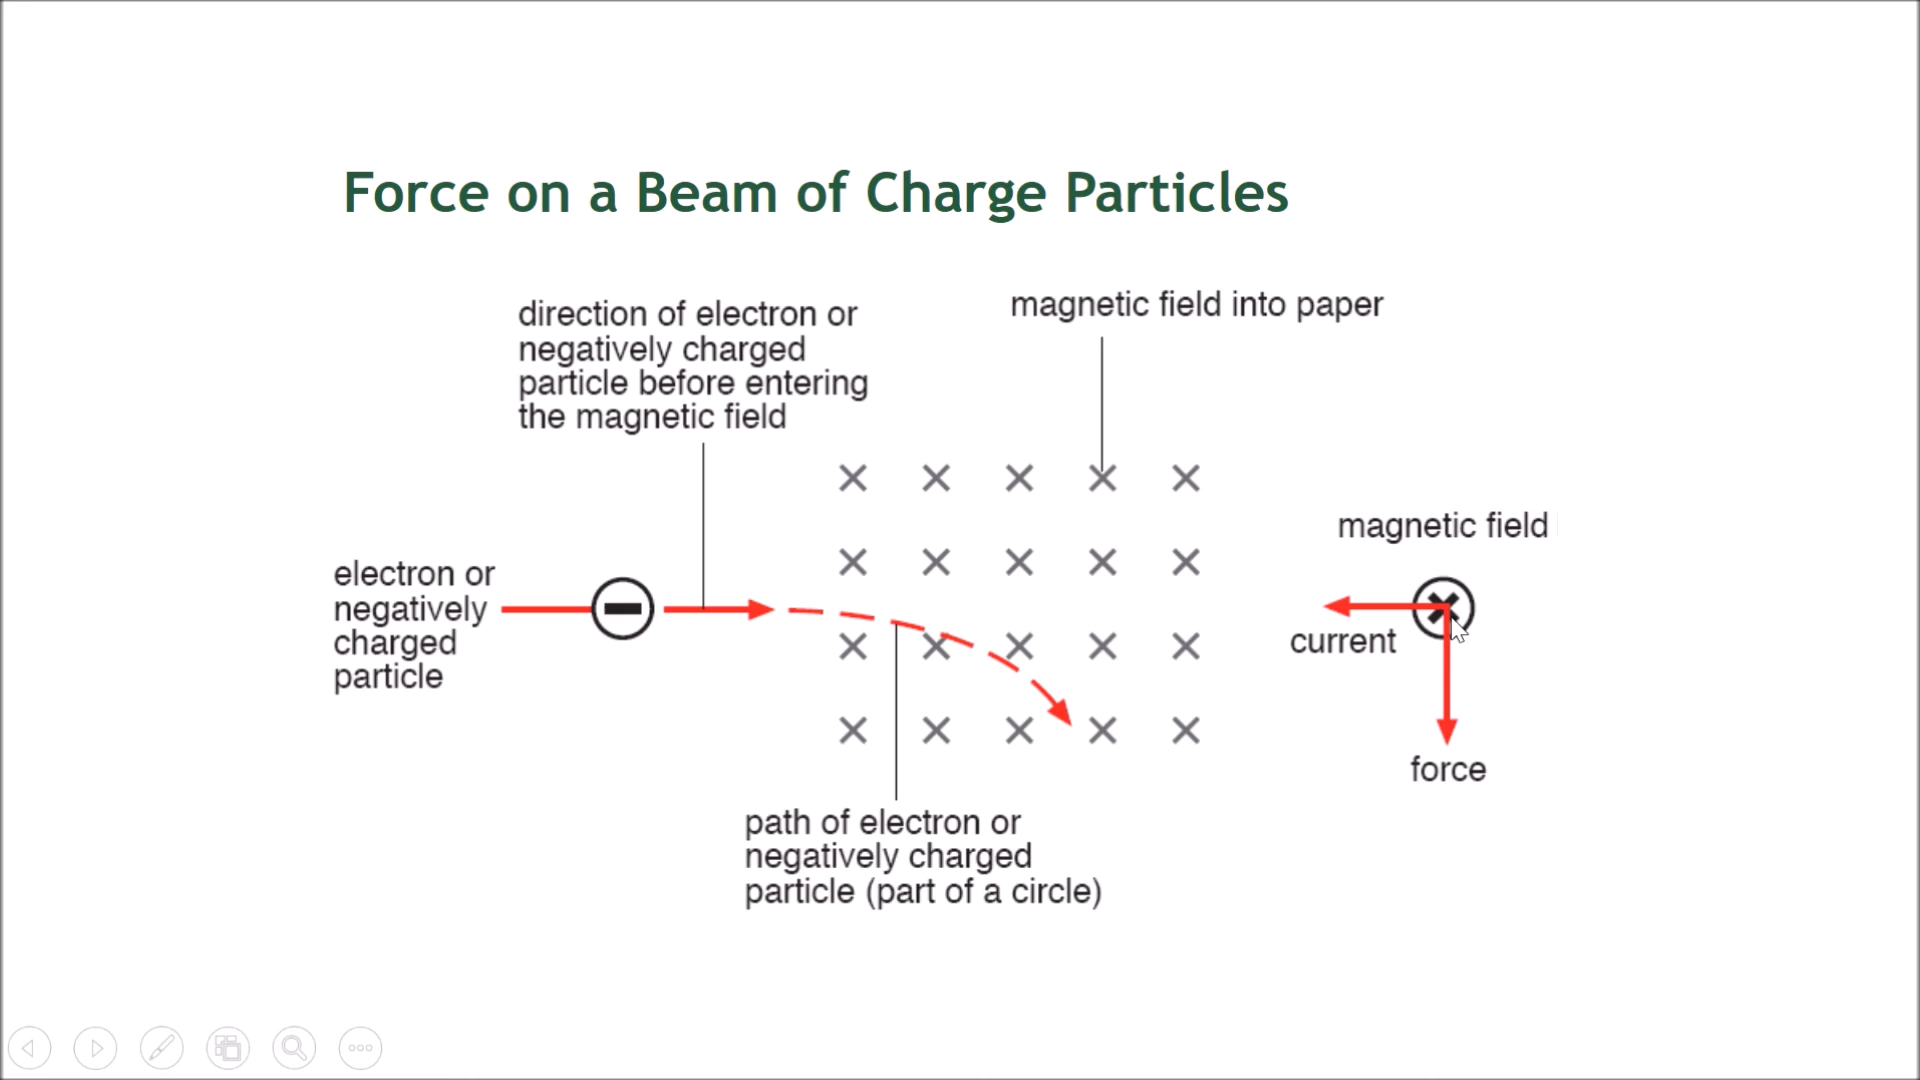 Force on a Beam of Charge Particles
direction of electron or
negatively charged
particle before entering
the magnetic field
magnetic field into paper
electron or
negatively
charged
particle
magnetic field
current
force
path of electron or
negatively charged
particle (part of a circle)